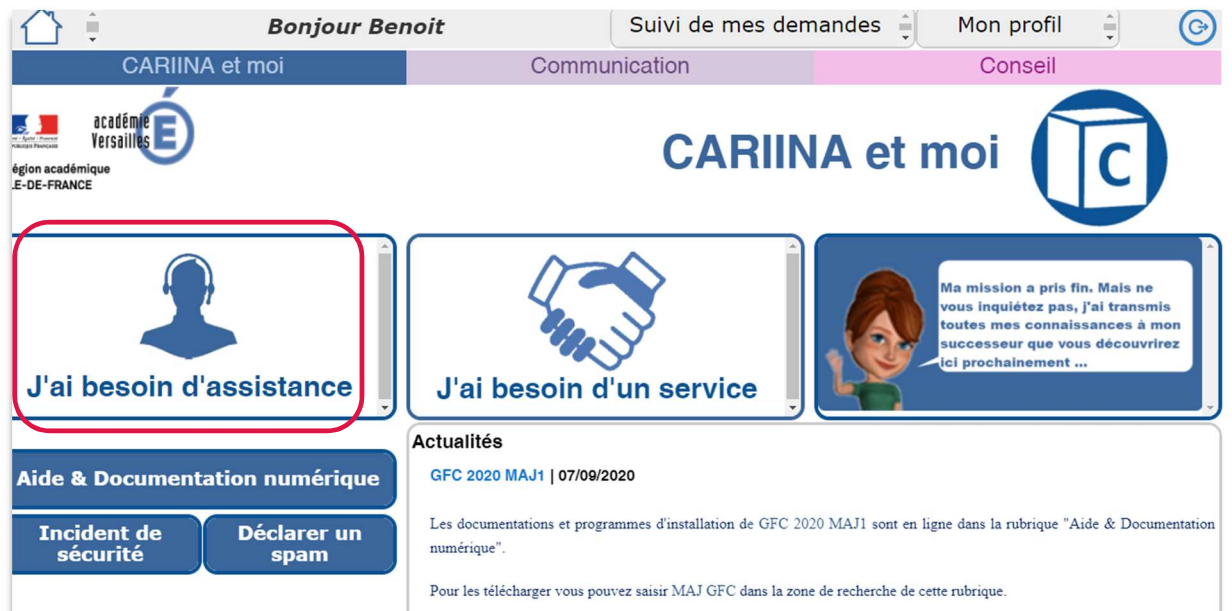 Bonjour Benoit
Suivi de mes demandes
Mon profil
CARIINA et moi
Communication
Conseil
académie
Versailles
É
égion académique
LE-DE-FRANCE
CARIINA et moi
C
J'ai besoin d'assistance
J'ai besoin d'un service
Ma mission a pris fin. Mais ne
vous inquiétez pas, j'ai transmis
toutes mes connaissances à mon
successeur que vous découvrirez
ici prochainement ...
Aide & Documentation numérique
Incident de
sécurité
Déclarer un
spam
Actualités
GFC 2020 MAJ1 | 07/09/2020
Les documentations et programmes d'installation de GFC 2020 MAJ1 sont en ligne dans la rubrique "Aide & Documentation
numérique".
Pour les télécharger vous pouvez saisir MAJ GFC dans la zone de recherche de cette rubrique.